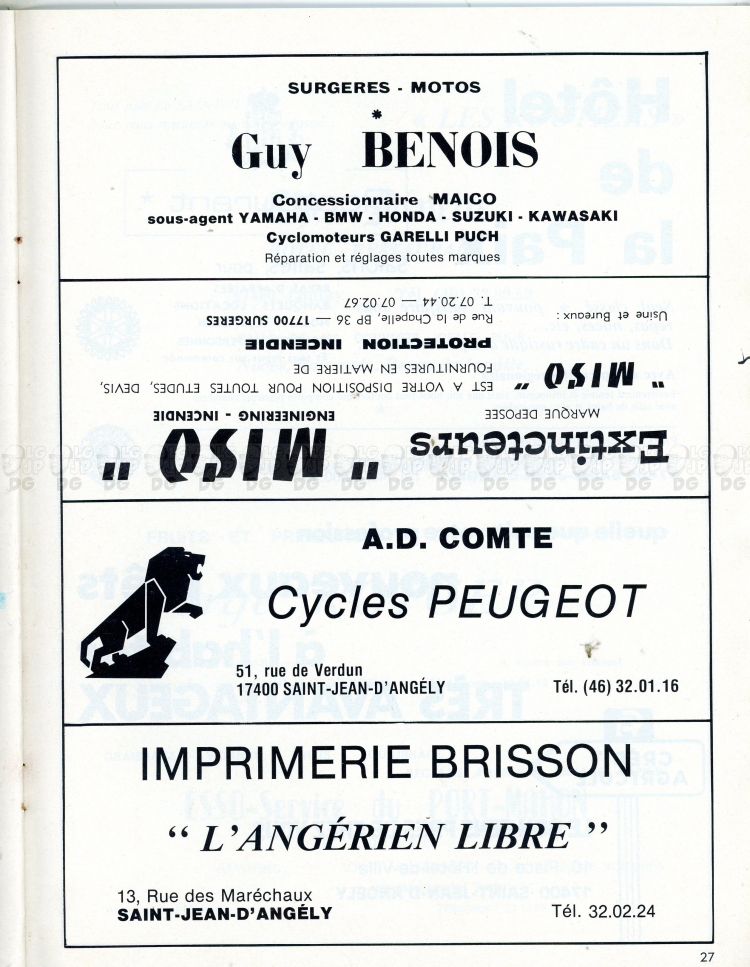 SURGERES - MOTOS
*
Guy BENOIS
Concessionnaire MAICO
sous-agent YAMAHA - BMW - HONDA - SUZUKI - KAWASAKI
Cyclomoteurs GARELLI PUCH
Réparation et réglages toutes marques
Extincteurs " MISO "
MARQUE DEPOSEE ENGINEERING - INCENDIE
" MISO " EST A VOTRE DISPOSITION POUR TOUTES ETUDES, DEVIS,
FOURNITURES EN MATIERE DE
PROTECTION INCENDIE
Usine et Bureaux : Rue de la Chapelle, BP 36 — 17700 SURGERES
T. 07.20.44 — 07.02.67
A.D. COMTE
Cycles PEUGEOT
51, rue de Verdun
17400 SAINT-JEAN-D'ANGÉLY Tél. (46) 32.01.16
IMPRIMERIE BRISSON
" L'ANGÉRIEN LIBRE "
13, Rue des Maréchaux
SAINT-JEAN-D'ANGÉLY Tél. 32.02.24
27